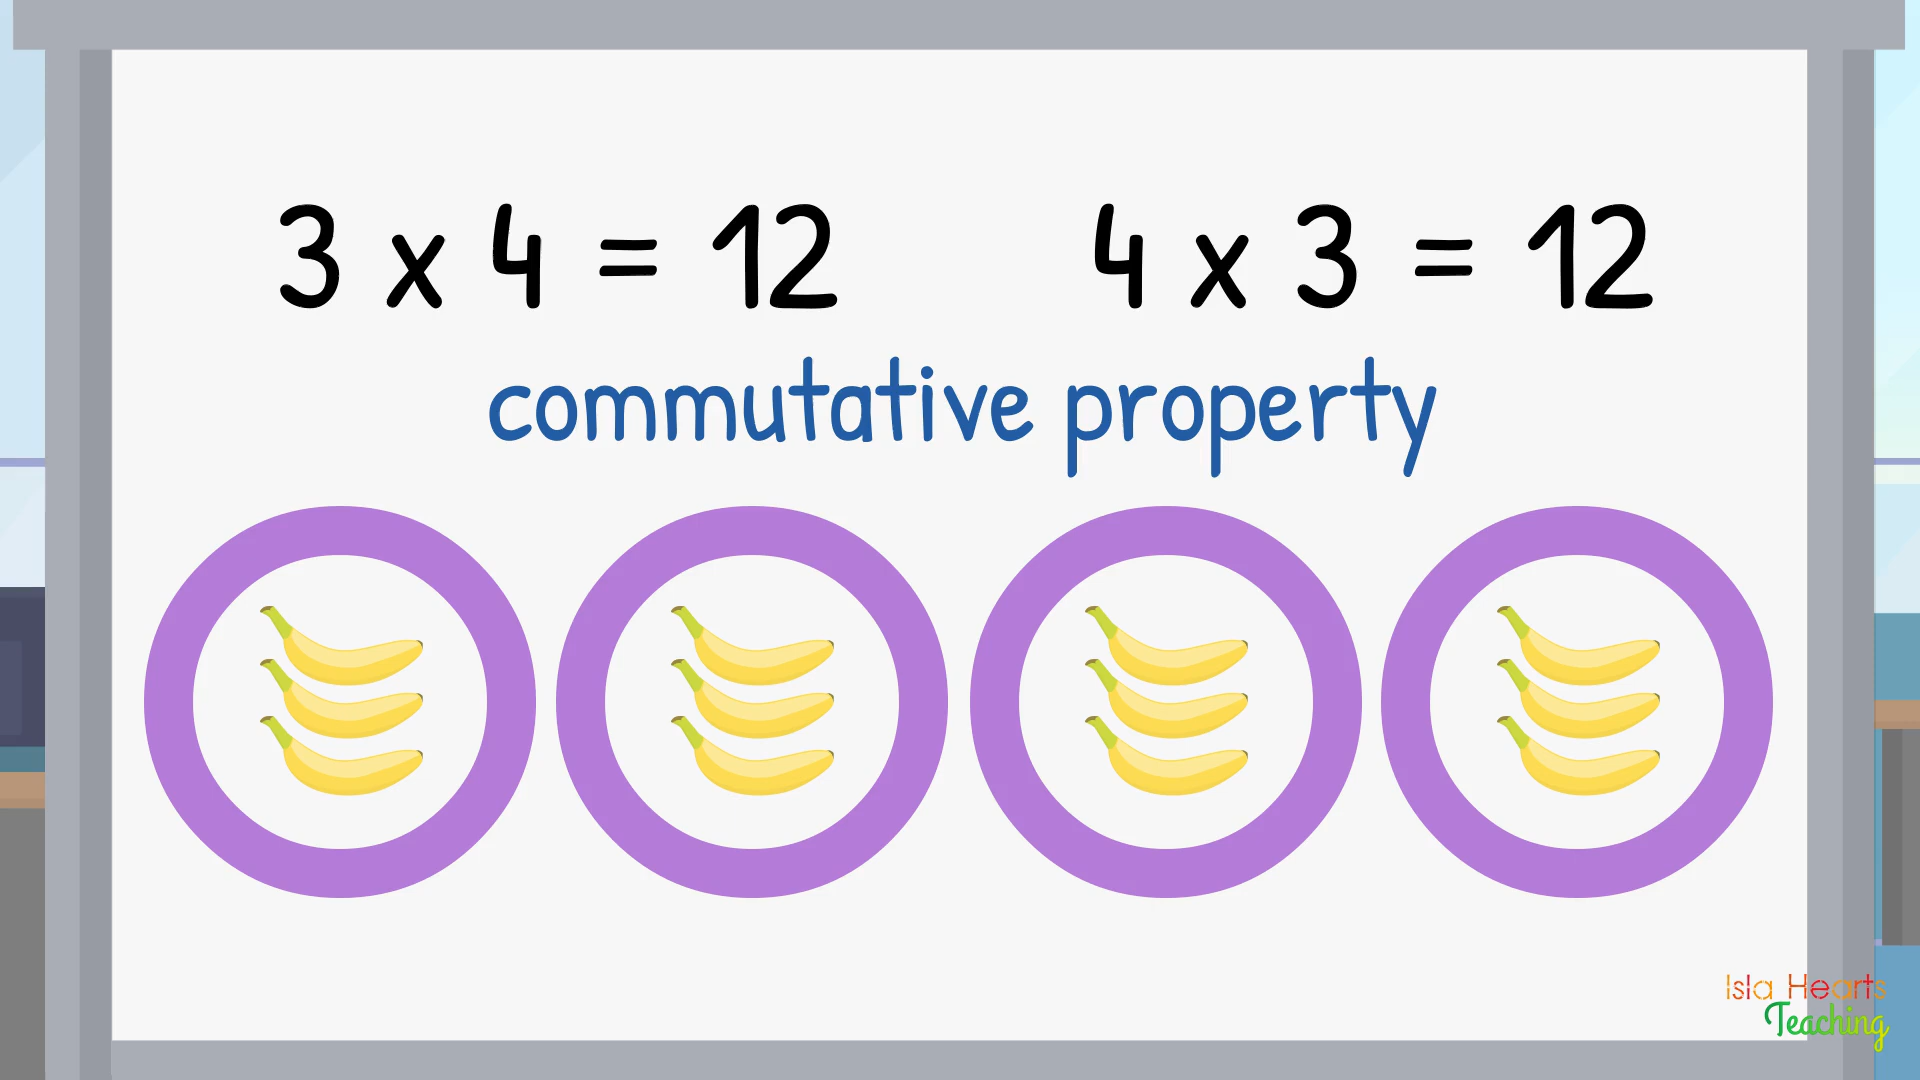 3 x 4 = 12 4 x 3 = 12
commutative property
Isla Hearts
Teaching